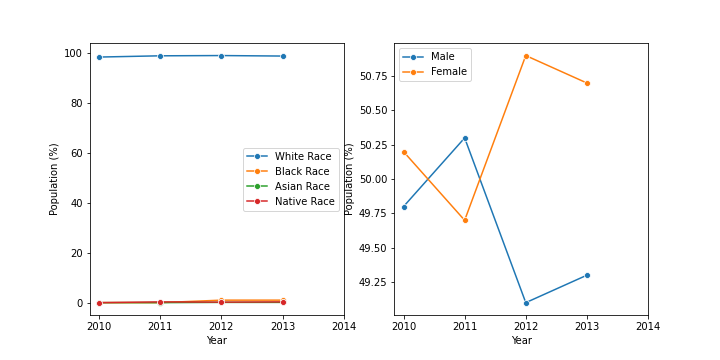 100
80
60
40
20
0
Population (%)
2010 2011 2012 2013 2014
Year
White Race
Black Race
Asian Race
Native Race
Male
Female
50.75
50.50
50.25
50.00
49.75
49.50
49.25
Population (%)
2010 2011 2012 2013 2014
Year